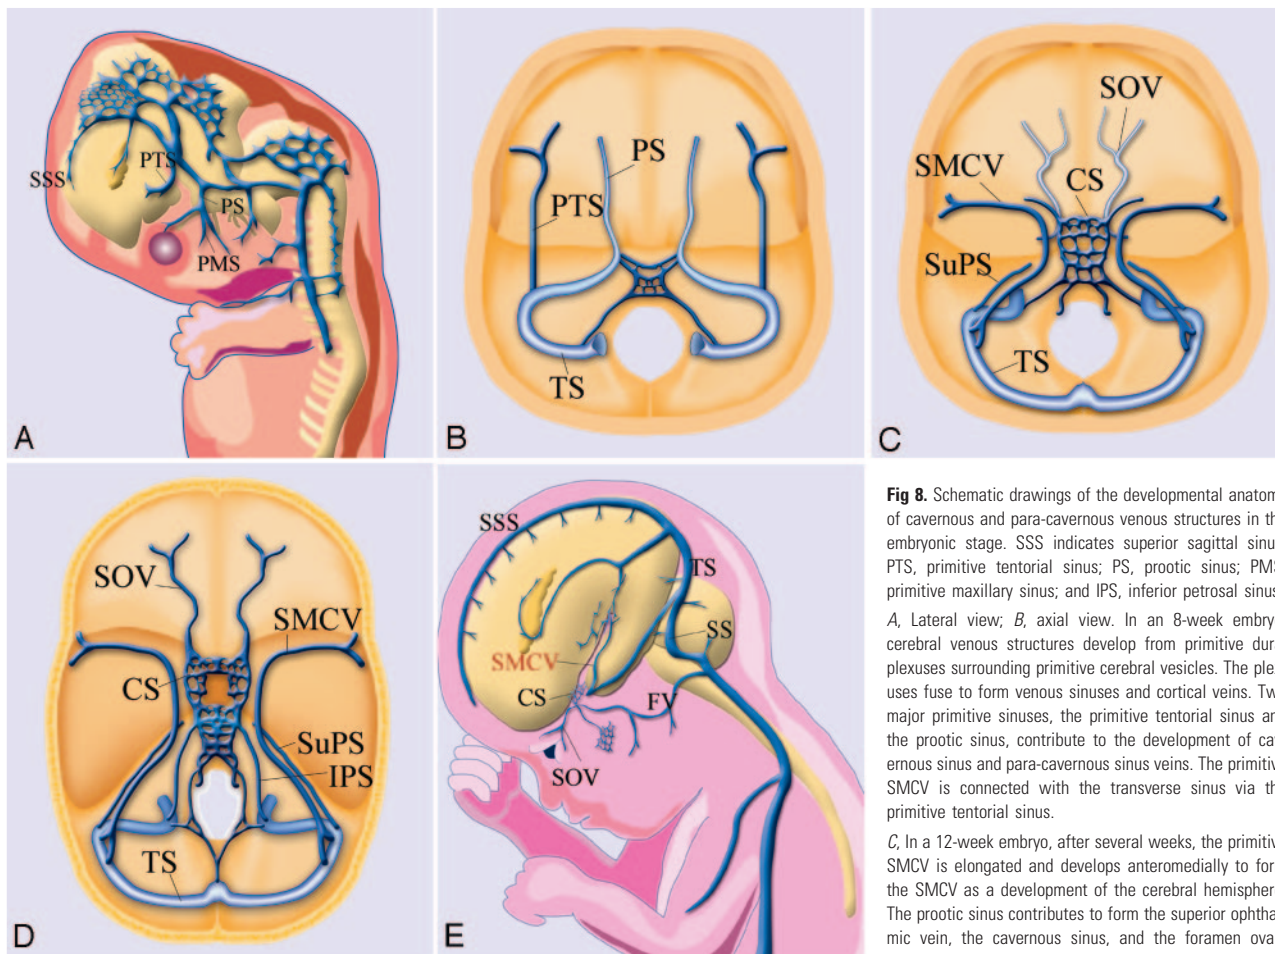 SSS
PTS
PS
PMS
A
PS
PTS
TS
B
SOV
SMCV
CS
SuPS
TS
C
SOV
SMCV
CS
SuPS
IPS
TS
D
SSS
TS
SS
SMCV
CS
FV
SOV
E
Fig 8. Schematic drawings of the developmental anatom
of cavernous and para-cavernous venous structures in th
embryonic stage. SSS indicates superior sagittal sinu
PTS, primitive tentorial sinus; PS, prootic sinus; PMS
primitive maxillary sinus; and IPS, inferior petrosal sinus
A, Lateral view; B, axial view. In an 8-week embry
cerebral venous structures develop from primitive dur
plexuses surrounding primitive cerebral vesicles. The ple
uses fuse to form venous sinuses and cortical veins. Tw
major primitive sinuses, the primitive tentorial sinus an
the prootic sinus, contribute to the development of cav
ernous sinus and para-cavernous sinus veins. The primitiv
SMCV is connected with the transverse sinus via th
primitive tentorial sinus.
C, In a 12-week embryo, after several weeks, the primitiv
SMCV is elongated and develops anteromedially to for
the SMCV as a development of the cerebral hemispher
The prootic sinus contributes to form the superior ophtha
mic vein, the cavernous sinus, and the foramen ova